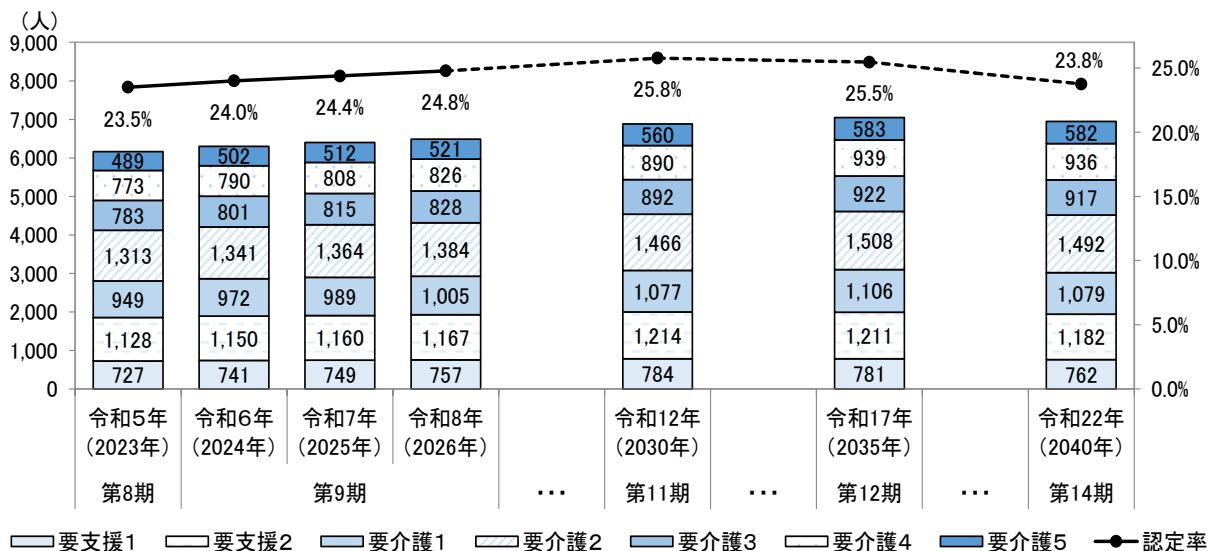 (人)
9,000
8,000
7,000
6,000
5,000
4,000
3,000
2,000
1,000
0
25.0%
20.0%
15.0%
10.0%
5.0%
0.0%
23.5% 24.0% 24.4% 24.8% 25.8% 25.5% 23.8%
489 502 512 521 560 583 582
773 790 808 826 890 939 936
783 801 815 828 892 922 917
1,313 1,341 1,364 1,384 1,466 1,508 1,492
949 972 989 1,005 1,077 1,106 1,079
1,128 1,150 1,160 1,167 1,214 1,211 1,182
727 741 749 757 784 781 762
令和5年 令和6年 令和7年 令和8年 令和12年 令和17年 令和22年
(2023年) (2024年) (2025年) (2026年) (2030年) (2035年) (2040年)
第8期 第9期 … 第11期 … 第12期 … 第14期
要支援1 要支援2 要介護1 要介護2 要介護3 要介護4 要介護5 認定率